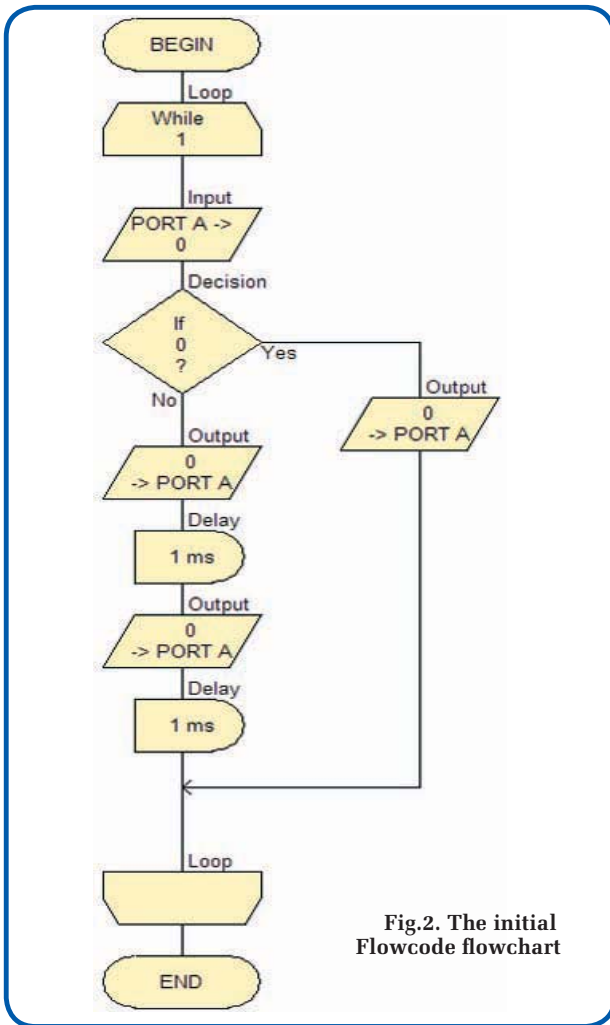 BEGIN
Loop
While
1
Input
PORT A ->
0
Decision
If
0
?
Yes
No
Output
0
-> PORT A
Output
0
-> PORT A
Delay
1 ms
Output
0
-> PORT A
Delay
1 ms
Loop
Fig.2. The initial
Flowcode flowchart
END